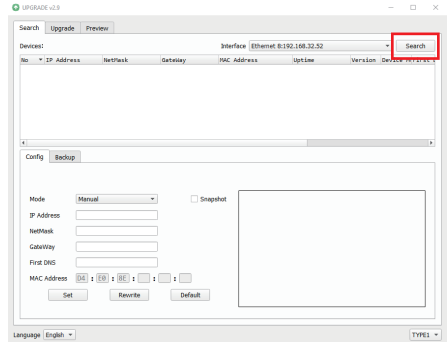 UPGRADE v2.9
Search Upgrade Preview
Devices: Interface Ethernet 8:192.168.32.52 Search
No IP Address NetMask GateWay MAC Address Uptime Version Device
Config Backup
Mode Manual Snapshot
IP Address
NetMask
GateWay
First DNS
MAC Address D4 : E0 : 8E : : :
Set Rewrite Default
Language English TYPE1